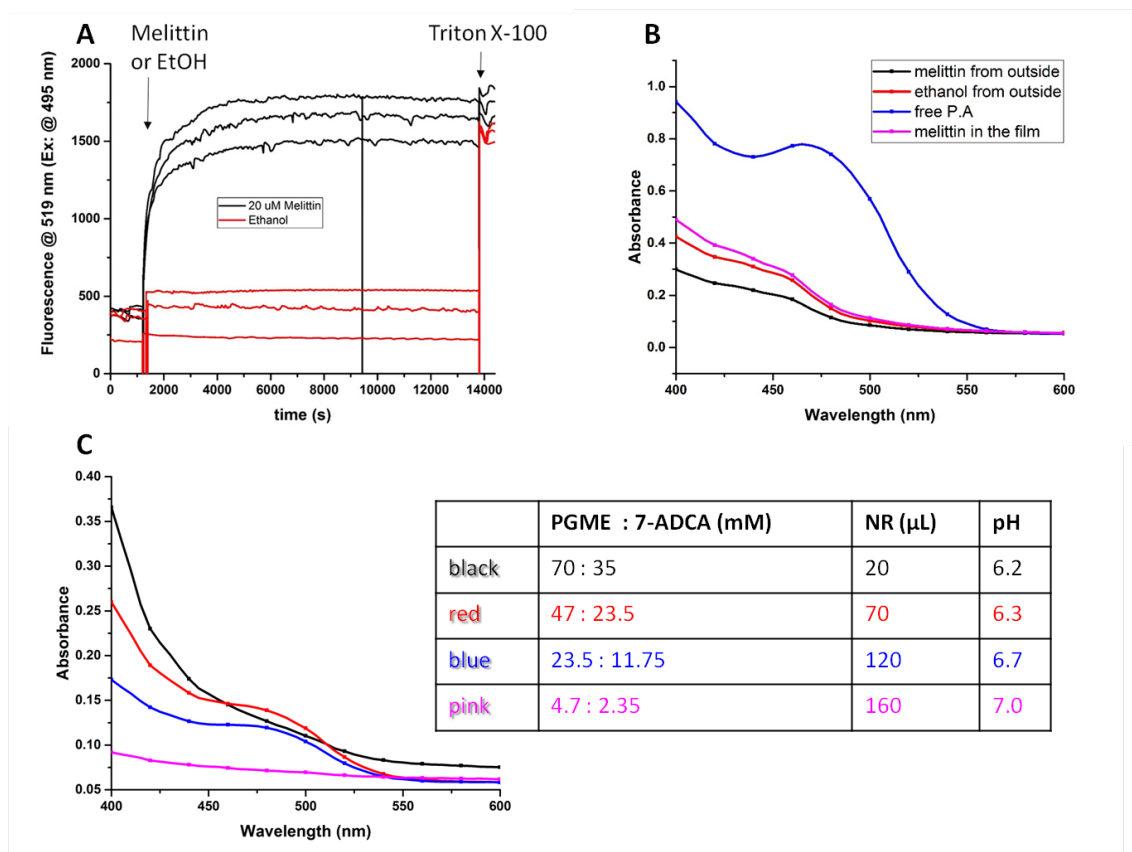 A
Melittin
or EtOH
Triton X-100
Fluorescence @ 519 nm (Ex: @ 495 nm)
2000
1500
1000
500
0
20 uM Melittin
Ethanol
0 2000 4000 6000 8000 10000 12000 14000
time (s)
B
Absorbance
1.0
0.8
0.6
0.4
0.2
0.0
melittin from outside
ethanol from outside
free P.A
melittin in the film
400 450 500 550 600
Wavelength (nm)
C
Absorbance
0.40
0.35
0.30
0.25
0.20
0.15
0.10
0.05
400 450 500 550 600
Wavelength (nm)
PGME : 7-ADCA (mM) NR (µL) pH
black 70 : 35 20 6.2
red 47 : 23.5 70 6.3
blue 23.5 : 11.75 120 6.7
pink 4.7 : 2.35 160 7.0